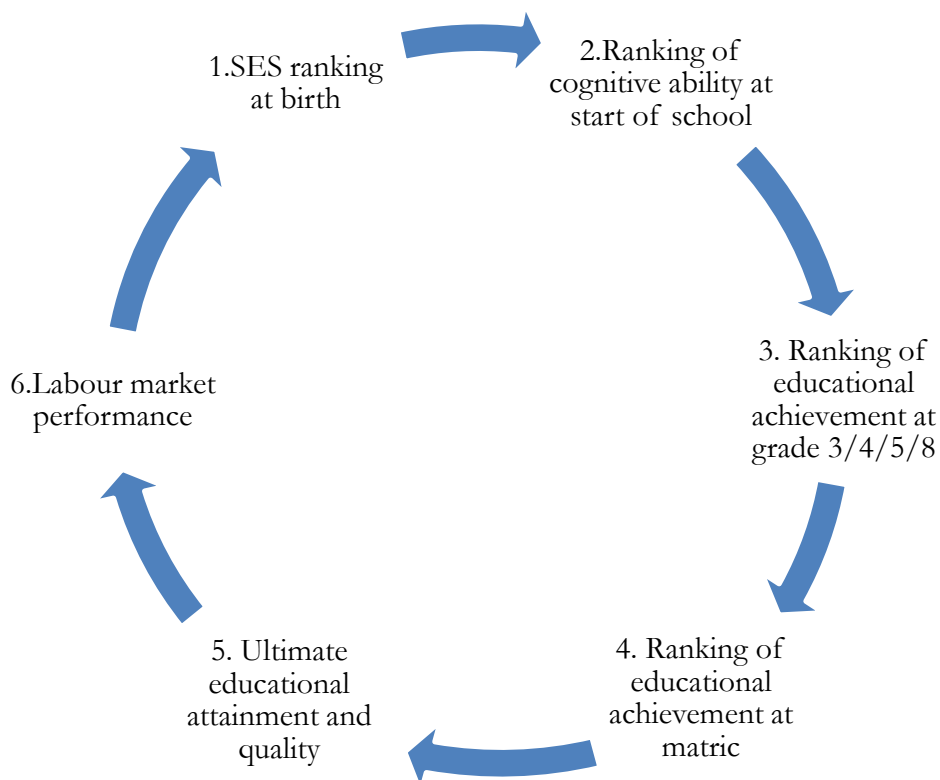 1.SES ranking
at birth
2.Ranking of
cognitive ability at
start of school
3. Ranking of
educational
achievement at
grade 3/4/5/8
4. Ranking of
educational
achievement at
matric
5. Ultimate
educational
attainment and
quality
6.Labour market
performance